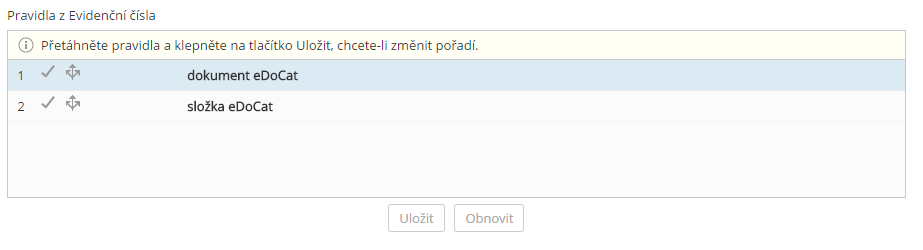 Pravidla z Evidenční čísla
Přetáhněte pravidla a klepněte na tlačítko Uložit, chcete-li změnit pořadí.
1 dokument eDoCat
2 složka eDoCat
Uložit Obnovit